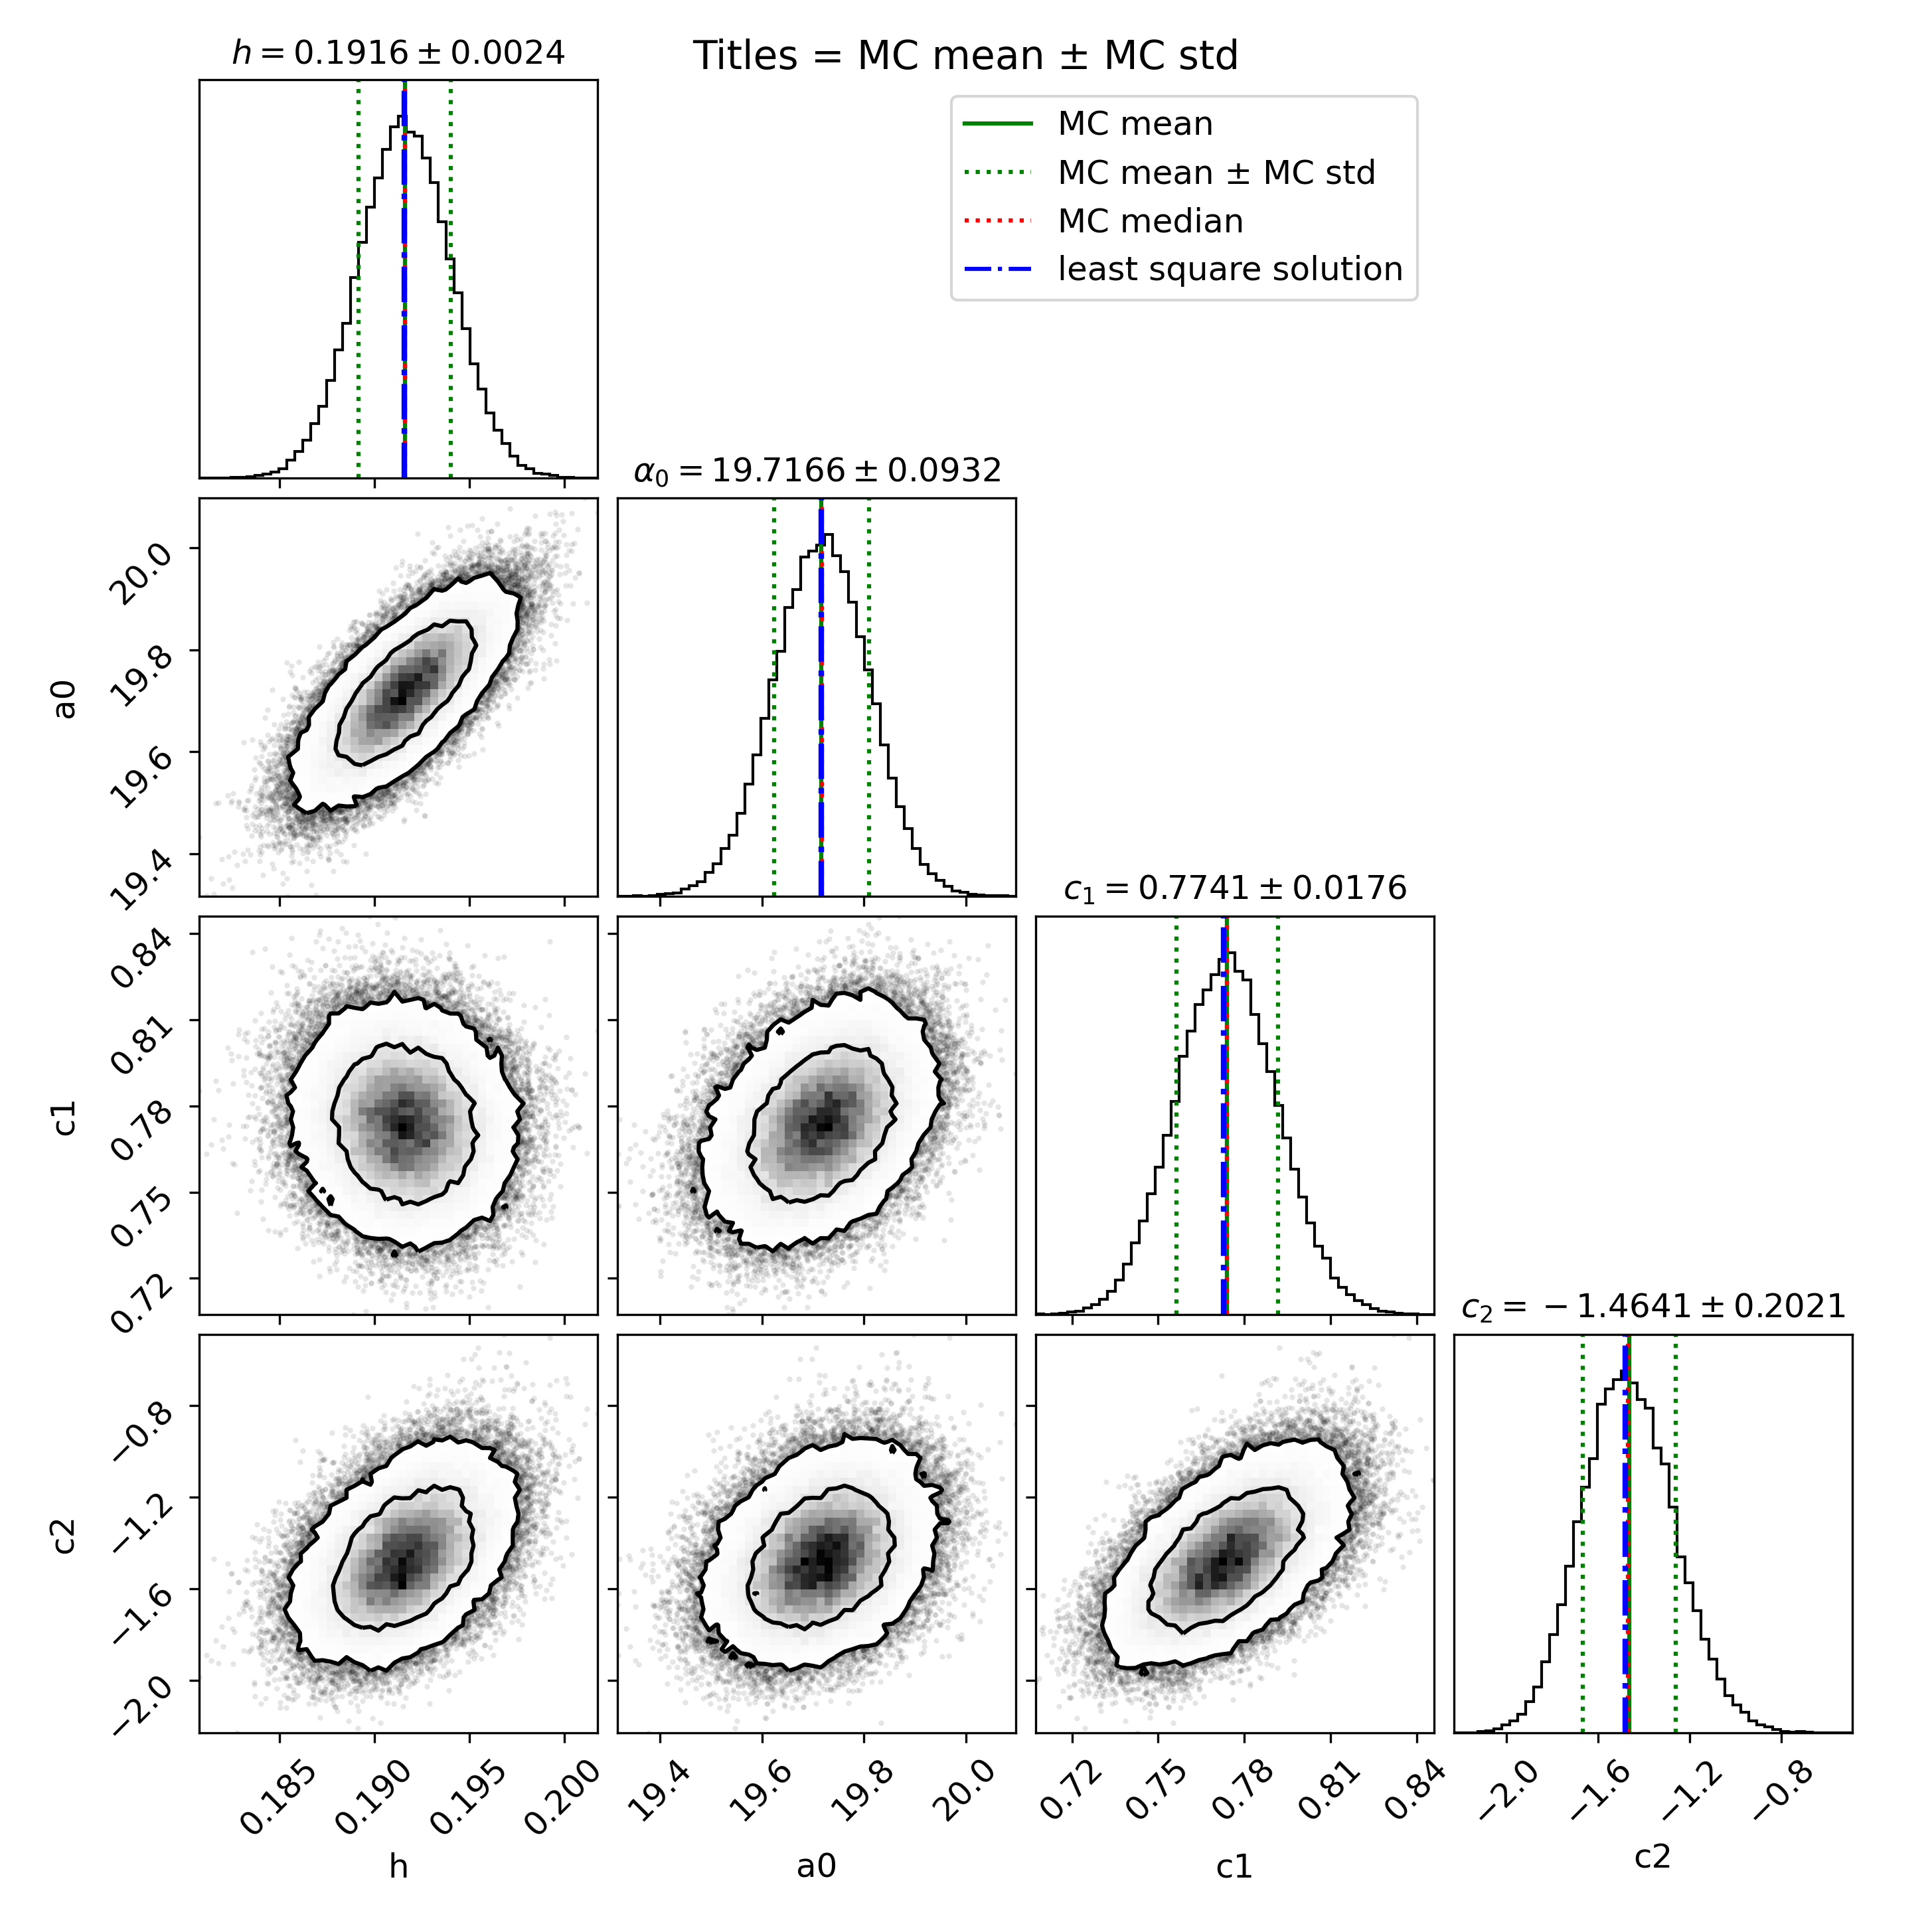 h = 0.1916 ± 0.0024
Titles = MC mean ± MC std
MC mean
MC mean ± MC std
MC median
least square solution
α₀ = 19.7166 ± 0.0932
a0
20.0
19.8
19.6
19.4
c₁ = 0.7741 ± 0.0176
c1
0.84
0.81
0.78
0.75
0.72
c₂ = −1.4641 ± 0.2021
c2
−0.8
−1.2
−1.6
−2.0
0.185 0.190 0.195 0.200
19.4 19.6 19.8 20.0
0.72 0.75 0.78 0.81 0.84
−2.0 −1.6 −1.2 −0.8
h
a0
c1
c2